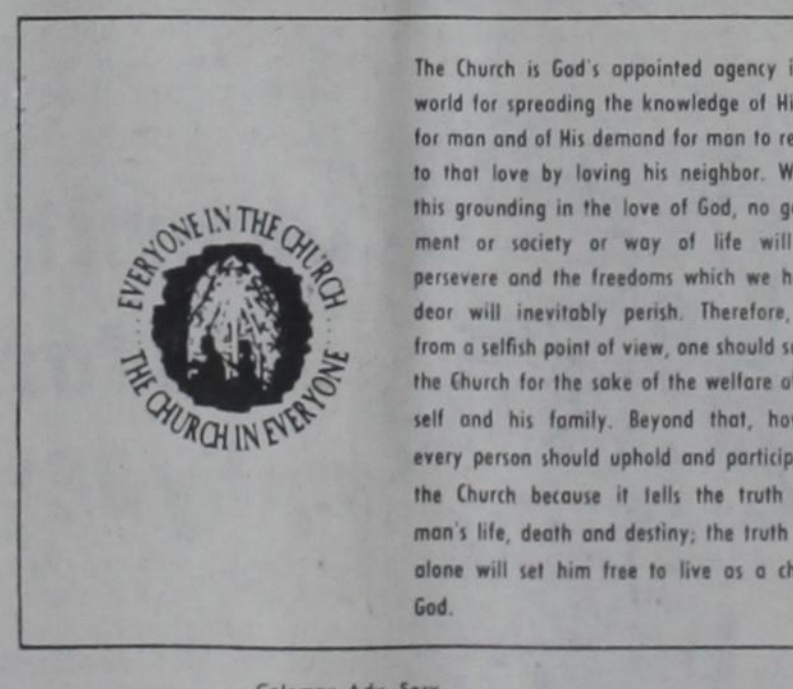 EVERYONE IN THE CHURCH
THE CHURCH IN EVERYONE
The Church is God's appointed agency i
world for spreading the knowledge of Hi
for man and of His demand for man to re
to that love by loving his neighbor. W
this grounding in the love of God, no g
ment or society or way of life will
persevere and the freedoms which we h
dear will inevitably perish. Therefore,
from a selfish point of view, one should s
the Church for the sake of the welfare o
self and his family. Beyond that, ho
every person should uphold and particip
the Church because it tells the truth
man's life, death and destiny; the truth
alone will set him free to live as a ch
God.